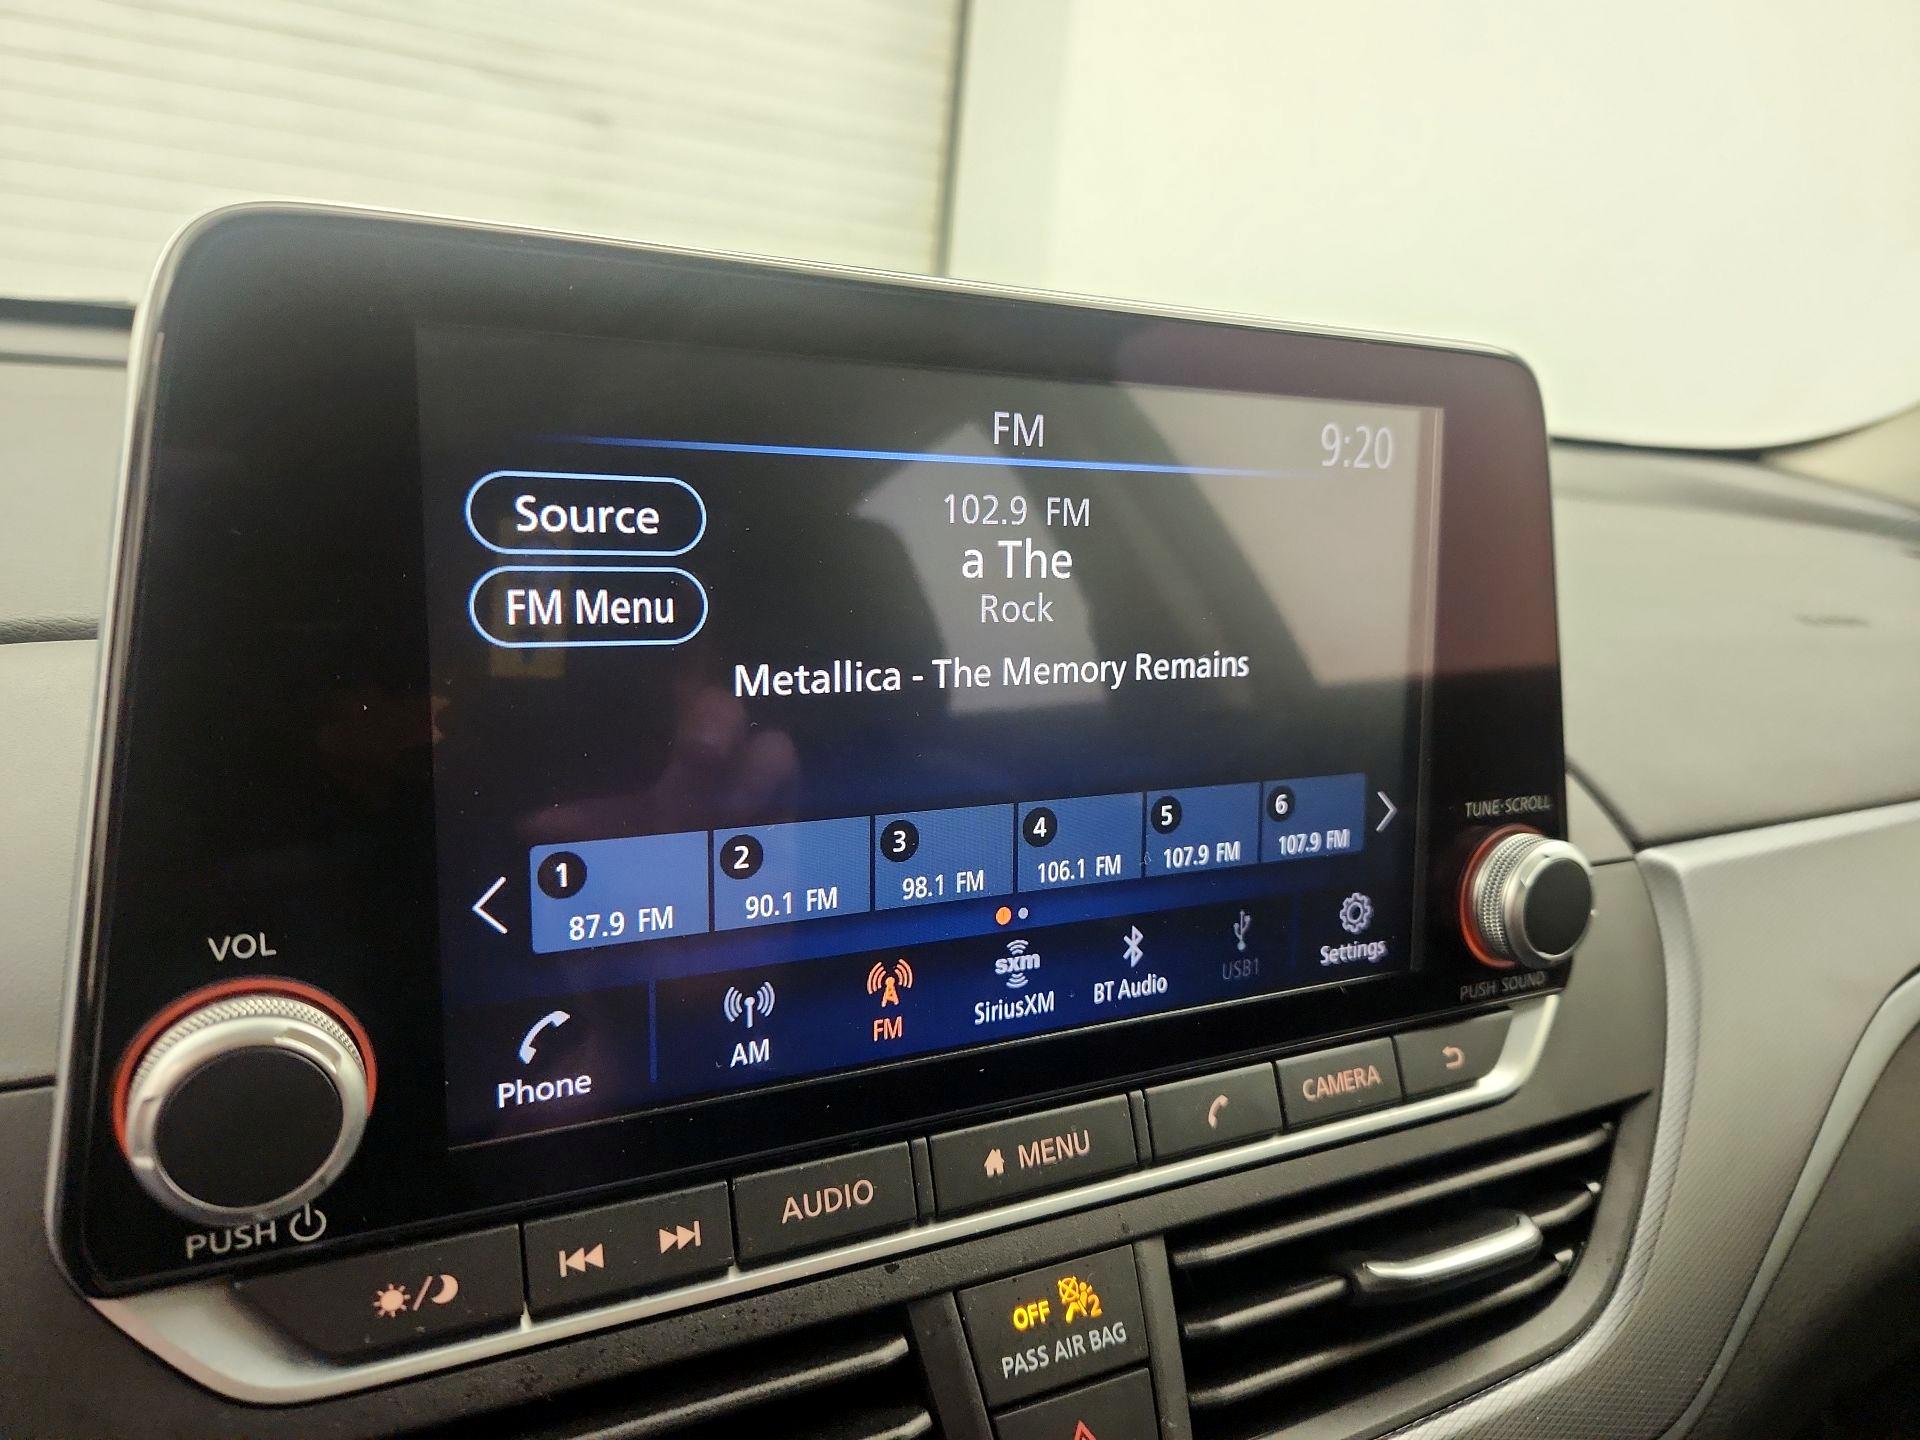 FM
9:20
Source
102.9 FM
a The
FM Menu
Rock
Metallica - The Memory Remains
1
87.9 FM
2
90.1 FM
3
98.1 FM
4
106.1 FM
5
107.9 FM
6
107.9 FM
Phone
AM
FM
sxm
SiriusXM
BT Audio
USB1
Settings
VOL
PUSH
TUNE·SCROLL
PUSH SOUND
AUDIO
MENU
CAMERA
OFF 2
PASS AIR BAG